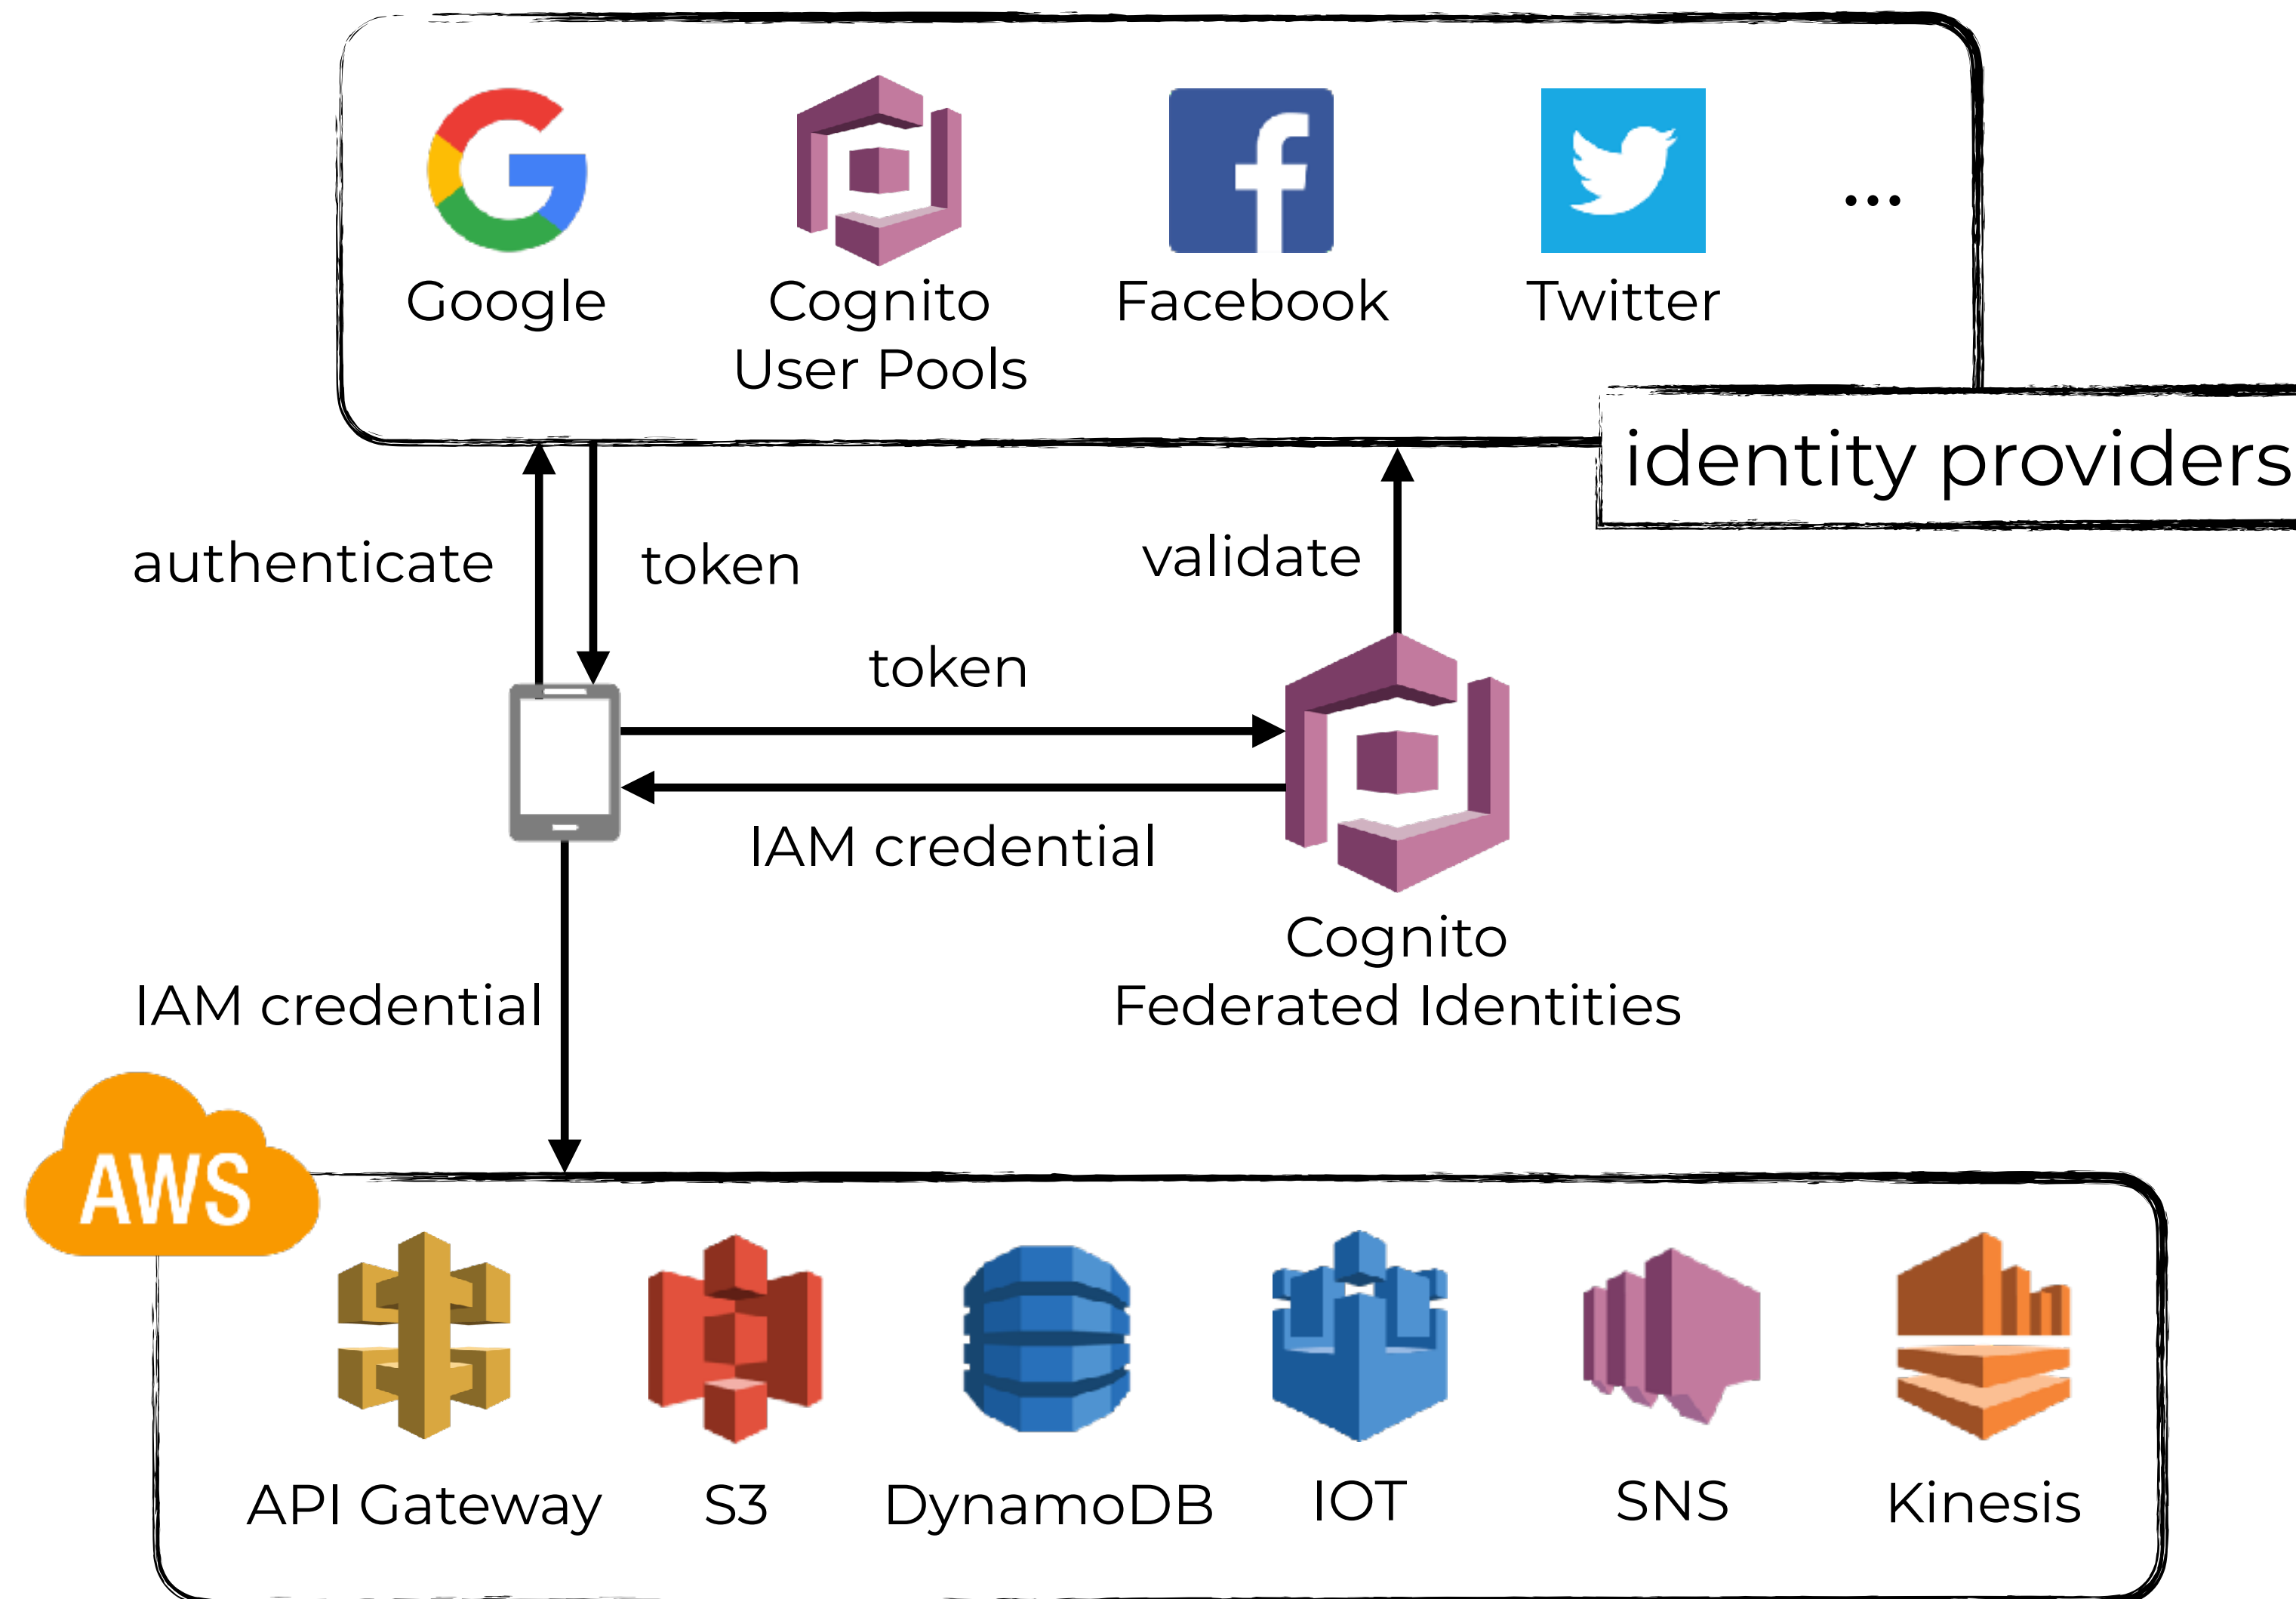 Google
Cognito
User Pools
Facebook
Twitter
...
identity providers
authenticate
token
validate
token
IAM credential
Cognito
Federated Identities
IAM credential
AWS
API Gateway
S3
DynamoDB
IOT
SNS
Kinesis